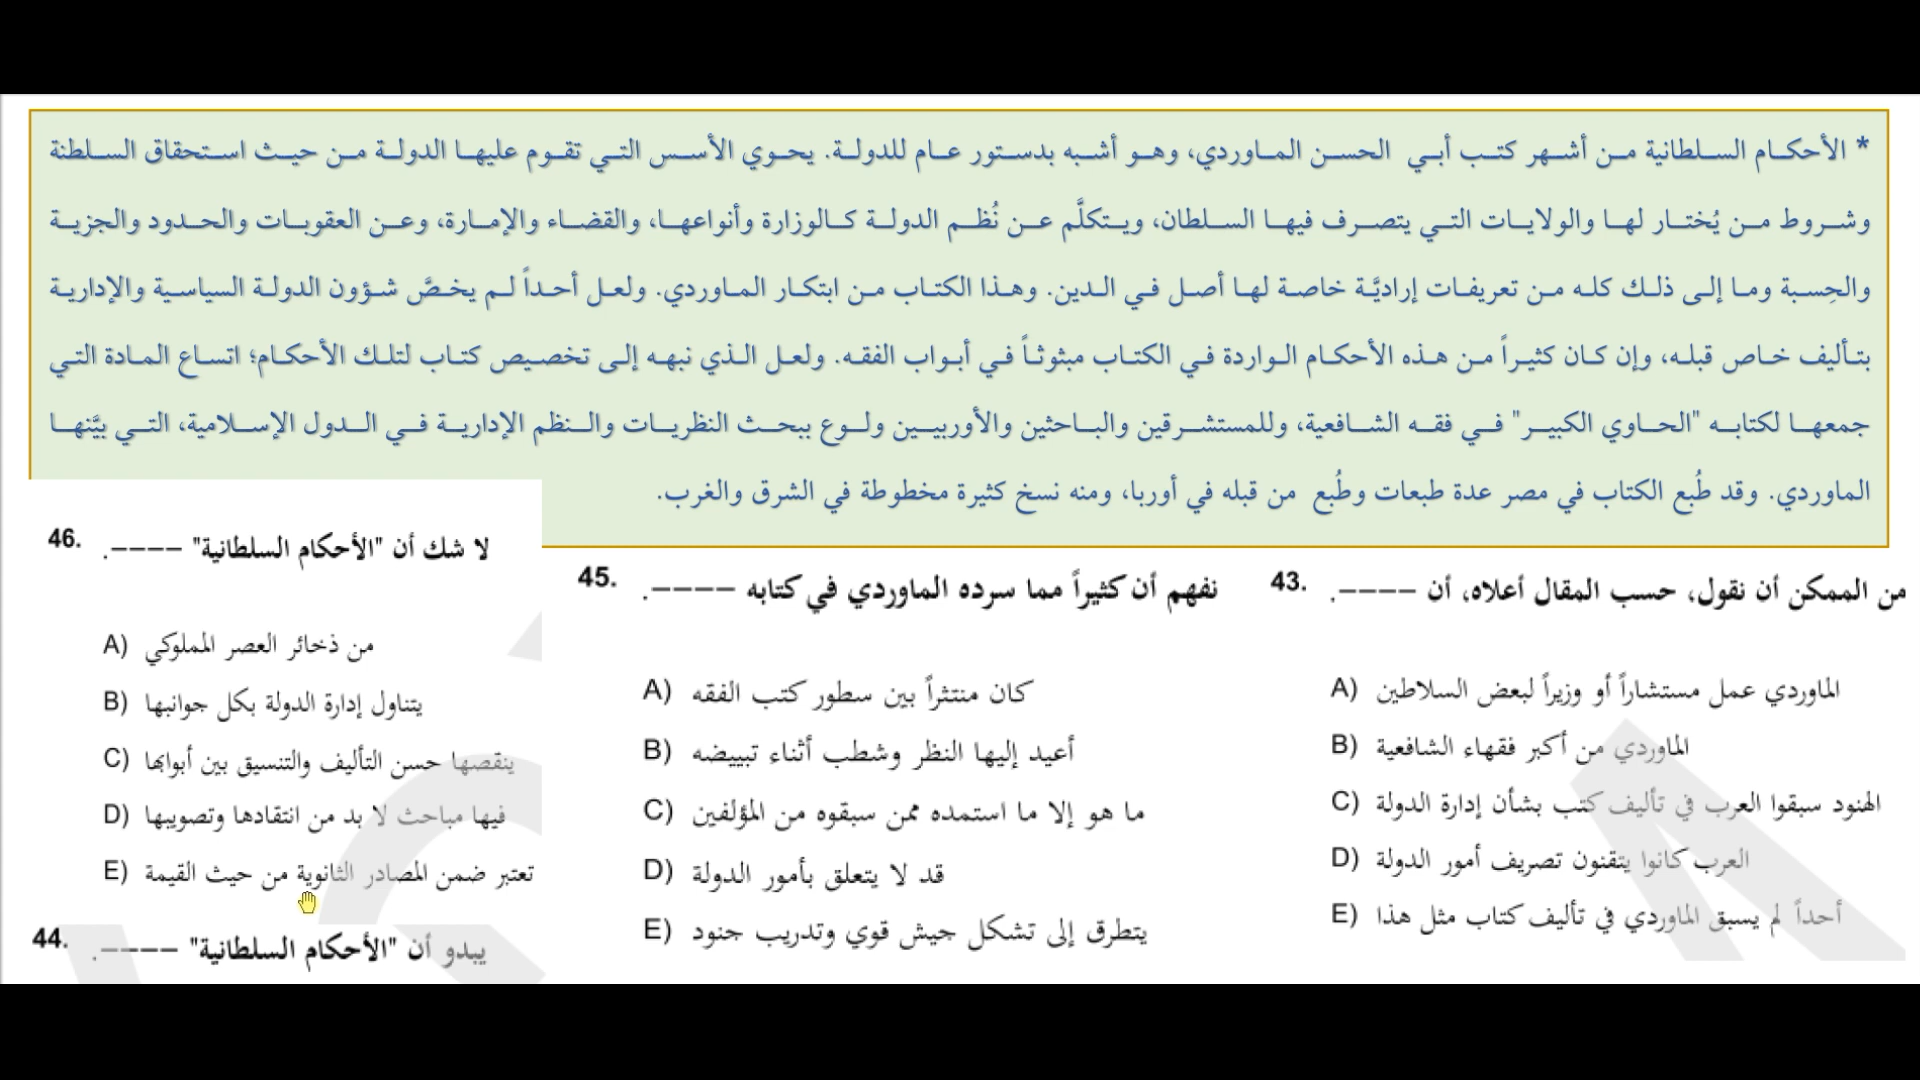 * الأحكام السلطانية من أشهر كتب أبي الحسن الماوردي، وهو أشبه بدستور عام للدولة. يحوي الأسس التي تقوم عليها الدولة من حيث استحقاق السلطنة
وشروط من يُختار لها والولايات التي يتصرف فيها السلطان، ويتكلَّم عن نُظم الدولة كالوزارة وأنواعها، والقضاء والإمارة، وعن العقوبات والحدود والجزية
والحِسبة وما إلى ذلك كله من تعريفات إراديَّة خاصة لها أصل في الدين. وهذا الكتاب من ابتكار الماوردي. ولعل أحداً لم يخصَّ شؤون الدولة السياسية والإدارية
بتأليف خاص قبله، وإن كان كثيراً من هذه الأحكام الواردة في الكتاب مبثوثاً في أبواب الفقه. ولعل الذي نبهه إلى تخصيص كتاب لتلك الأحكام؛ اتساع المادة التي
جمعها لكتابه "الحاوي الكبير" في فقه الشافعية، وللمستشرقين والباحثين والأوربيين ولوع ببحث النظريات والنظم الإدارية في الدول الإسلامية، التي بيَّنها
الماوردي. وقد طُبع الكتاب في مصر عدة طبعات وطُبع من قبله في أوربا، ومنه نسخ كثيرة مخطوطة في الشرق والغرب.
43. من الممكن أن نقول، حسب المقال أعلاه، أن ----.
A) الماوردي عمل مستشاراً أو وزيراً لبعض السلاطين
B) الماوردي من أكبر فقهاء الشافعية
C) الهنود سبقوا العرب في تأليف كتب بشأن إدارة الدولة
D) العرب كانوا يتقنون تصريف أمور الدولة
E) أحداً لم يسبق الماوردي في تأليف كتاب مثل هذا
45. نفهم أن كثيراً مما سرده الماوردي في كتابه ----.
A) كان منتثراً بين سطور كتب الفقه
B) أعيد إليها النظر وشطب أثناء تبييضه
C) ما هو إلا ما استمده ممن سبقوه من المؤلفين
D) قد لا يتعلق بأمور الدولة
E) يتطرق إلى تشكل جيش قوي وتدريب جنود
46. لا شك أن "الأحكام السلطانية" ----.
A) من ذخائر العصر المملوكي
B) يتناول إدارة الدولة بكل جوانبها
C) ينقصها حسن التأليف والتنسيق بين أبوابها
D) فيها مباحث لا بد من انتقادها وتصويبها
E) تعتبر ضمن المصادر الثانوية من حيث القيمة
44. يبدو أن "الأحكام السلطانية" ----.